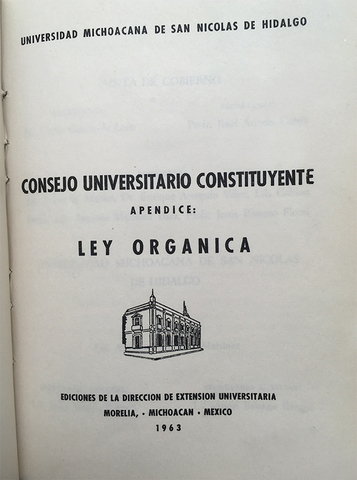 UNIVERSIDAD MICHOACANA DE SAN NICOLAS DE HIDALGO
CONSEJO UNIVERSITARIO CONSTITUYENTE
APENDICE:
LEY ORGANICA
EDICIONES DE LA DIRECCION DE EXTENSION UNIVERSITARIA
MORELIA, - MICHOACAN - MEXICO
1963